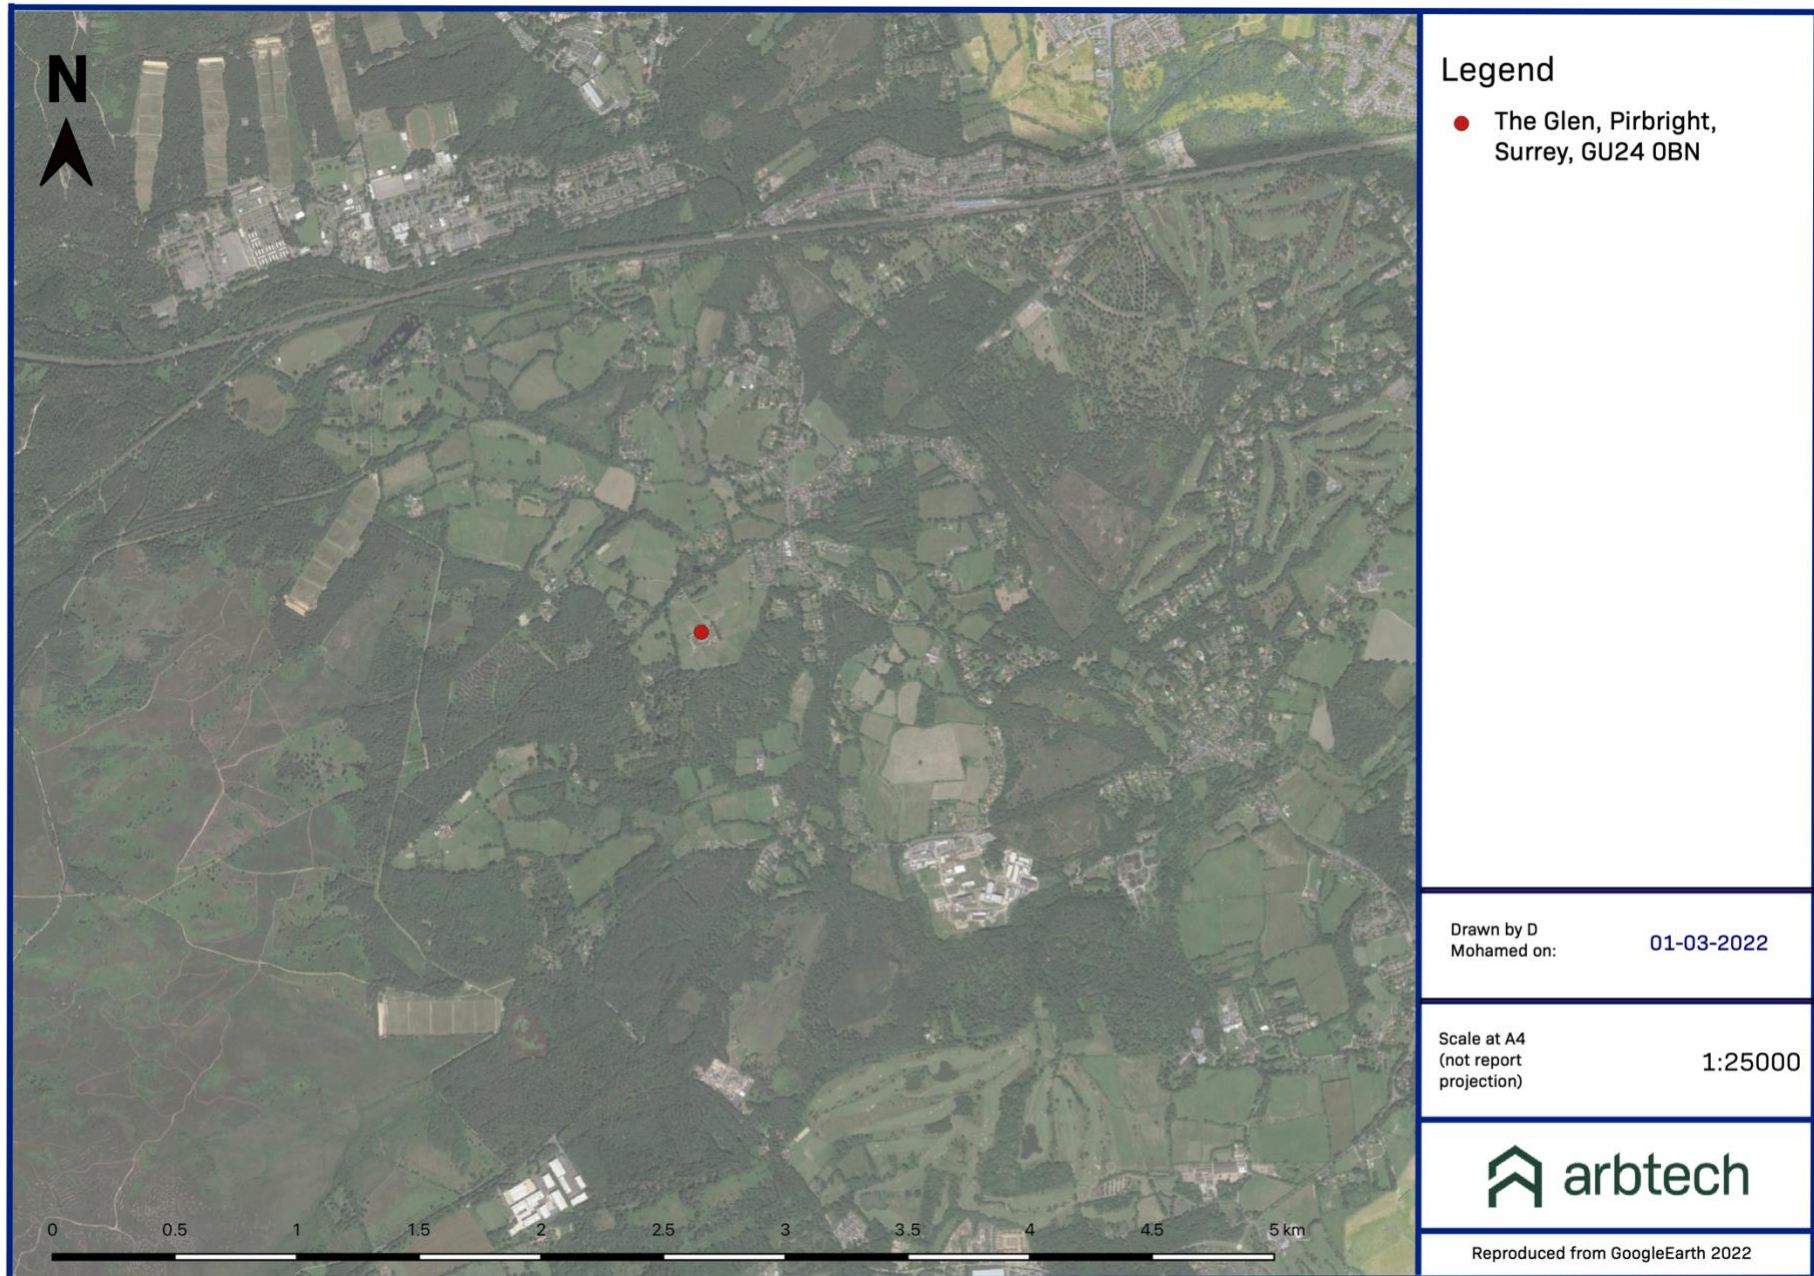 N
Legend
The Glen, Pirbright,
Surrey, GU24 0BN
Drawn by D
Mohamed on:
01-03-2022
Scale at A4
(not report
projection)
1:25000
arbtech
Reproduced from GoogleEarth 2022
0 0.5 1 1.5 2 2.5 3 3.5 4 4.5 5 km